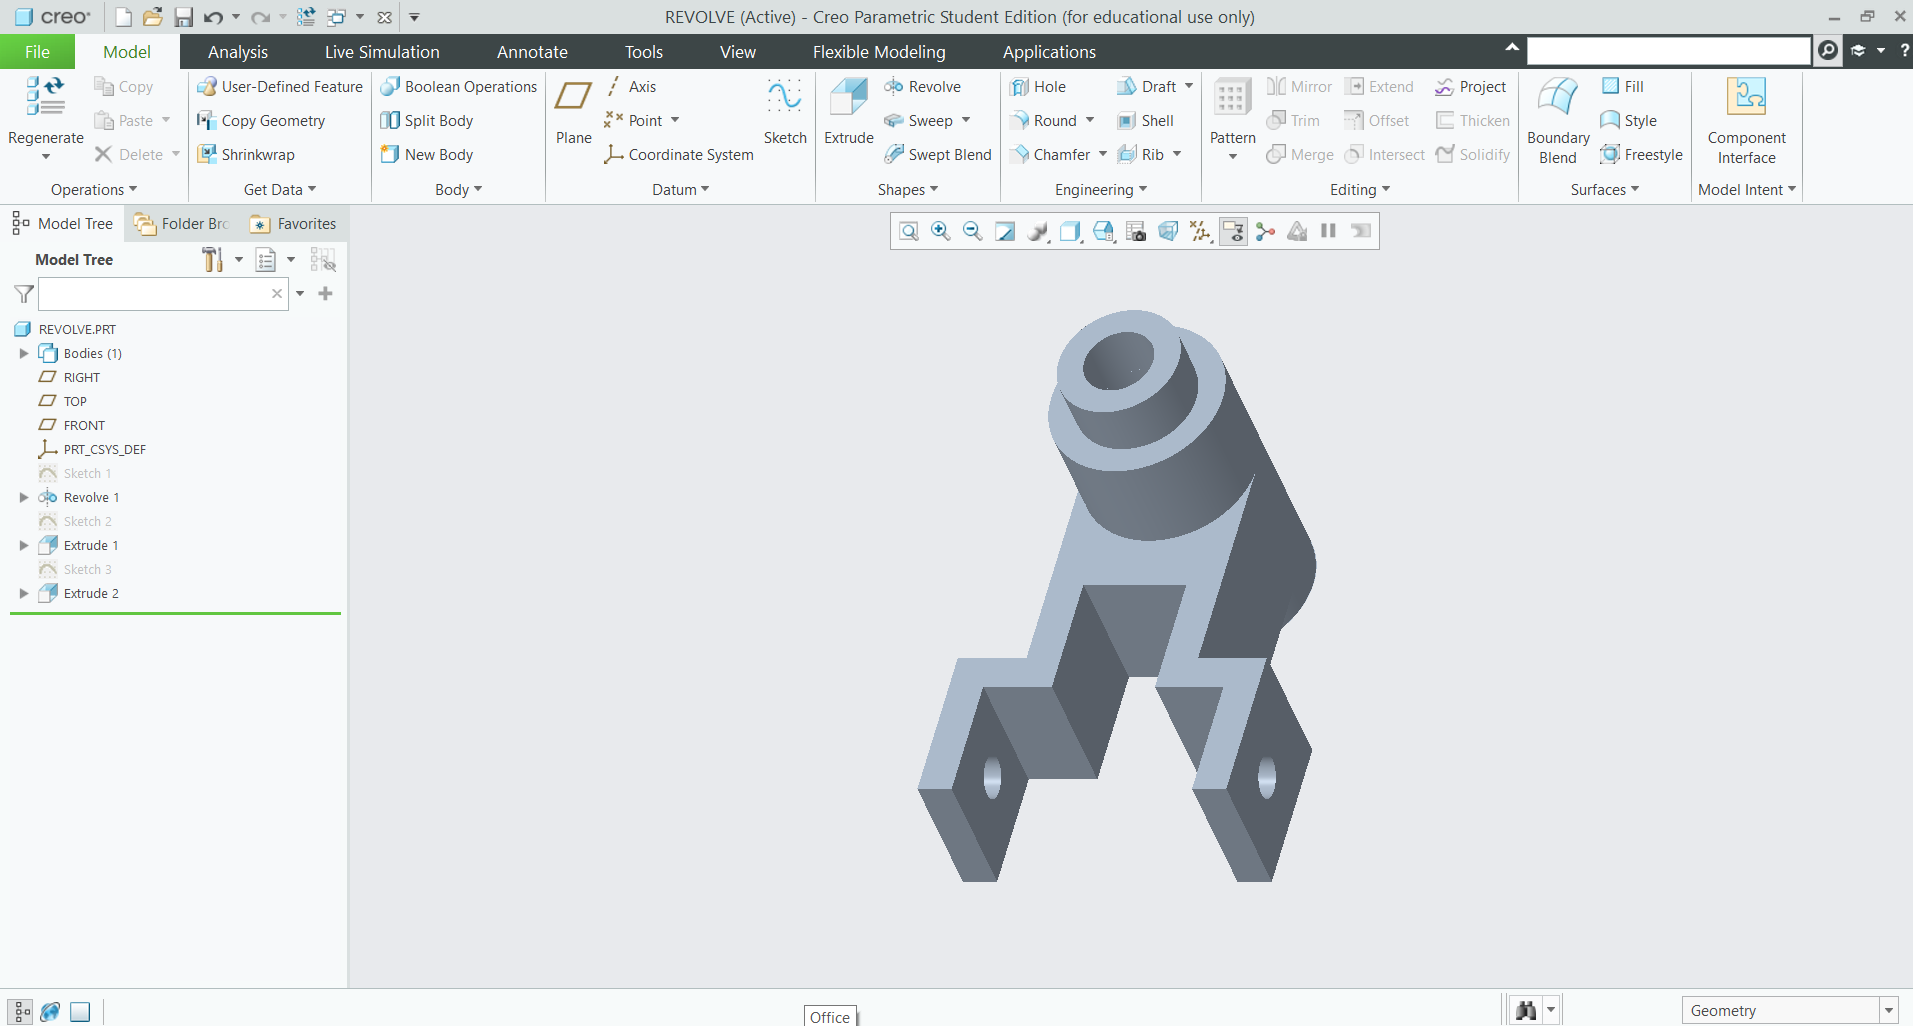 creo REVOLVE (Active) - Creo Parametric Student Edition (for educational use only)
File Model Analysis Live Simulation Annotate Tools View Flexible Modeling Applications ?
Regenerate
Copy
Paste
Delete
Operations
User-Defined Feature
Copy Geometry
Shrinkwrap
Get Data
Boolean Operations
Split Body
New Body
Body
Plane
Axis
Point
Coordinate System
Sketch
Datum
Extrude
Revolve
Sweep
Swept Blend
Shapes
Hole
Round
Chamfer
Draft
Shell
Rib
Engineering
Pattern
Mirror
Trim
Merge
Extend
Offset
Intersect
Project
Thicken
Solidify
Editing
Boundary
Blend
Fill
Style
Freestyle
Surfaces
Component
Interface
Model Intent
Model Tree Folder Brc Favorites
Model Tree
REVOLVE.PRT
Bodies (1)
RIGHT
TOP
FRONT
PRT_CSYS_DEF
Sketch 1
Revolve 1
Sketch 2
Extrude 1
Sketch 3
Extrude 2
Office
Geometry